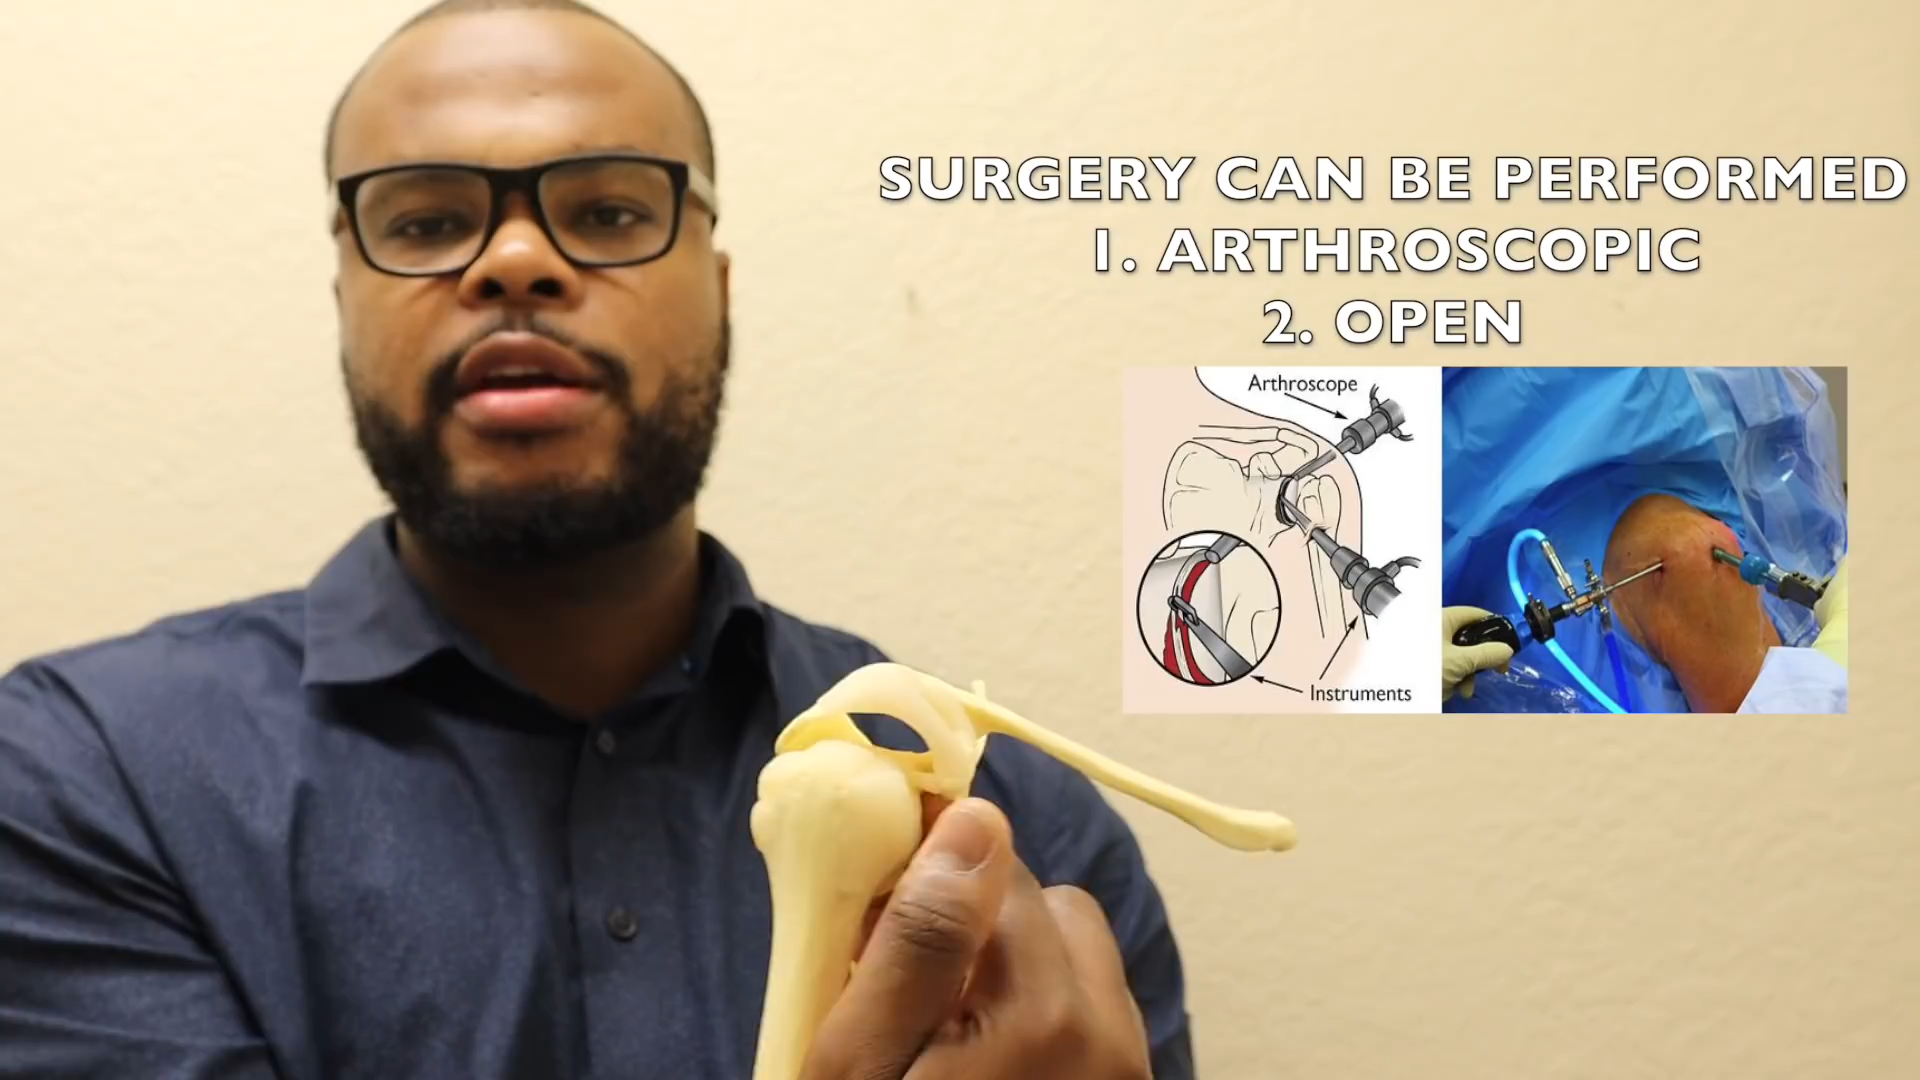 SURGERY CAN BE PERFORMED
1. ARTHROSCOPIC
2. OPEN
Arthroscope
Instruments